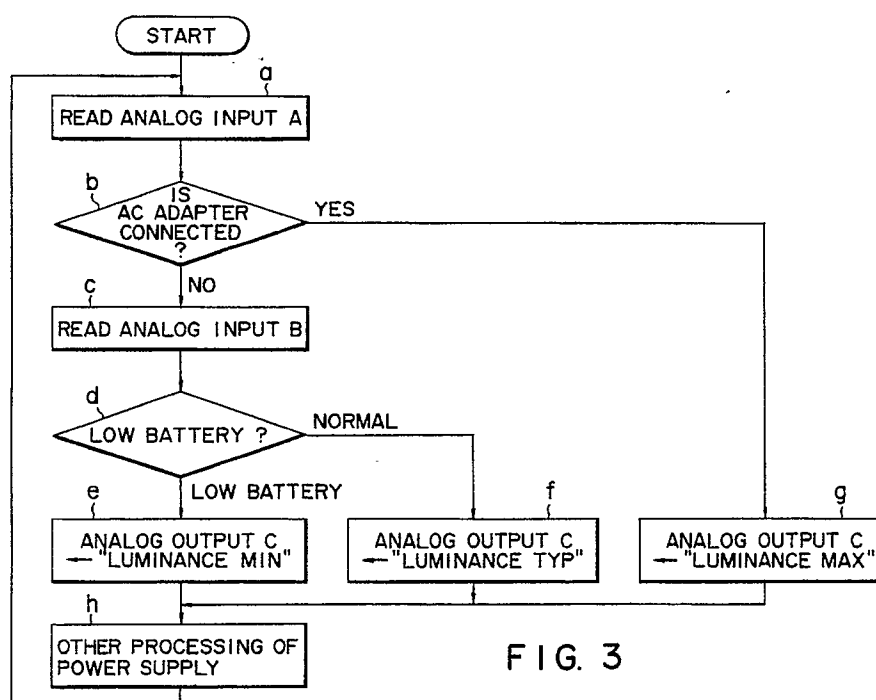 START
a
READ ANALOG INPUT A
b
IS
AC ADAPTER
CONNECTED
?
YES
NO
c
READ ANALOG INPUT B
d
LOW BATTERY ?
NORMAL
LOW BATTERY
e
ANALOG OUTPUT C
← "LUMINANCE MIN"
f
ANALOG OUTPUT C
← "LUMINANCE TYP"
g
ANALOG OUTPUT C
← "LUMINANCE MAX"
h
OTHER PROCESSING OF
POWER SUPPLY
FIG. 3